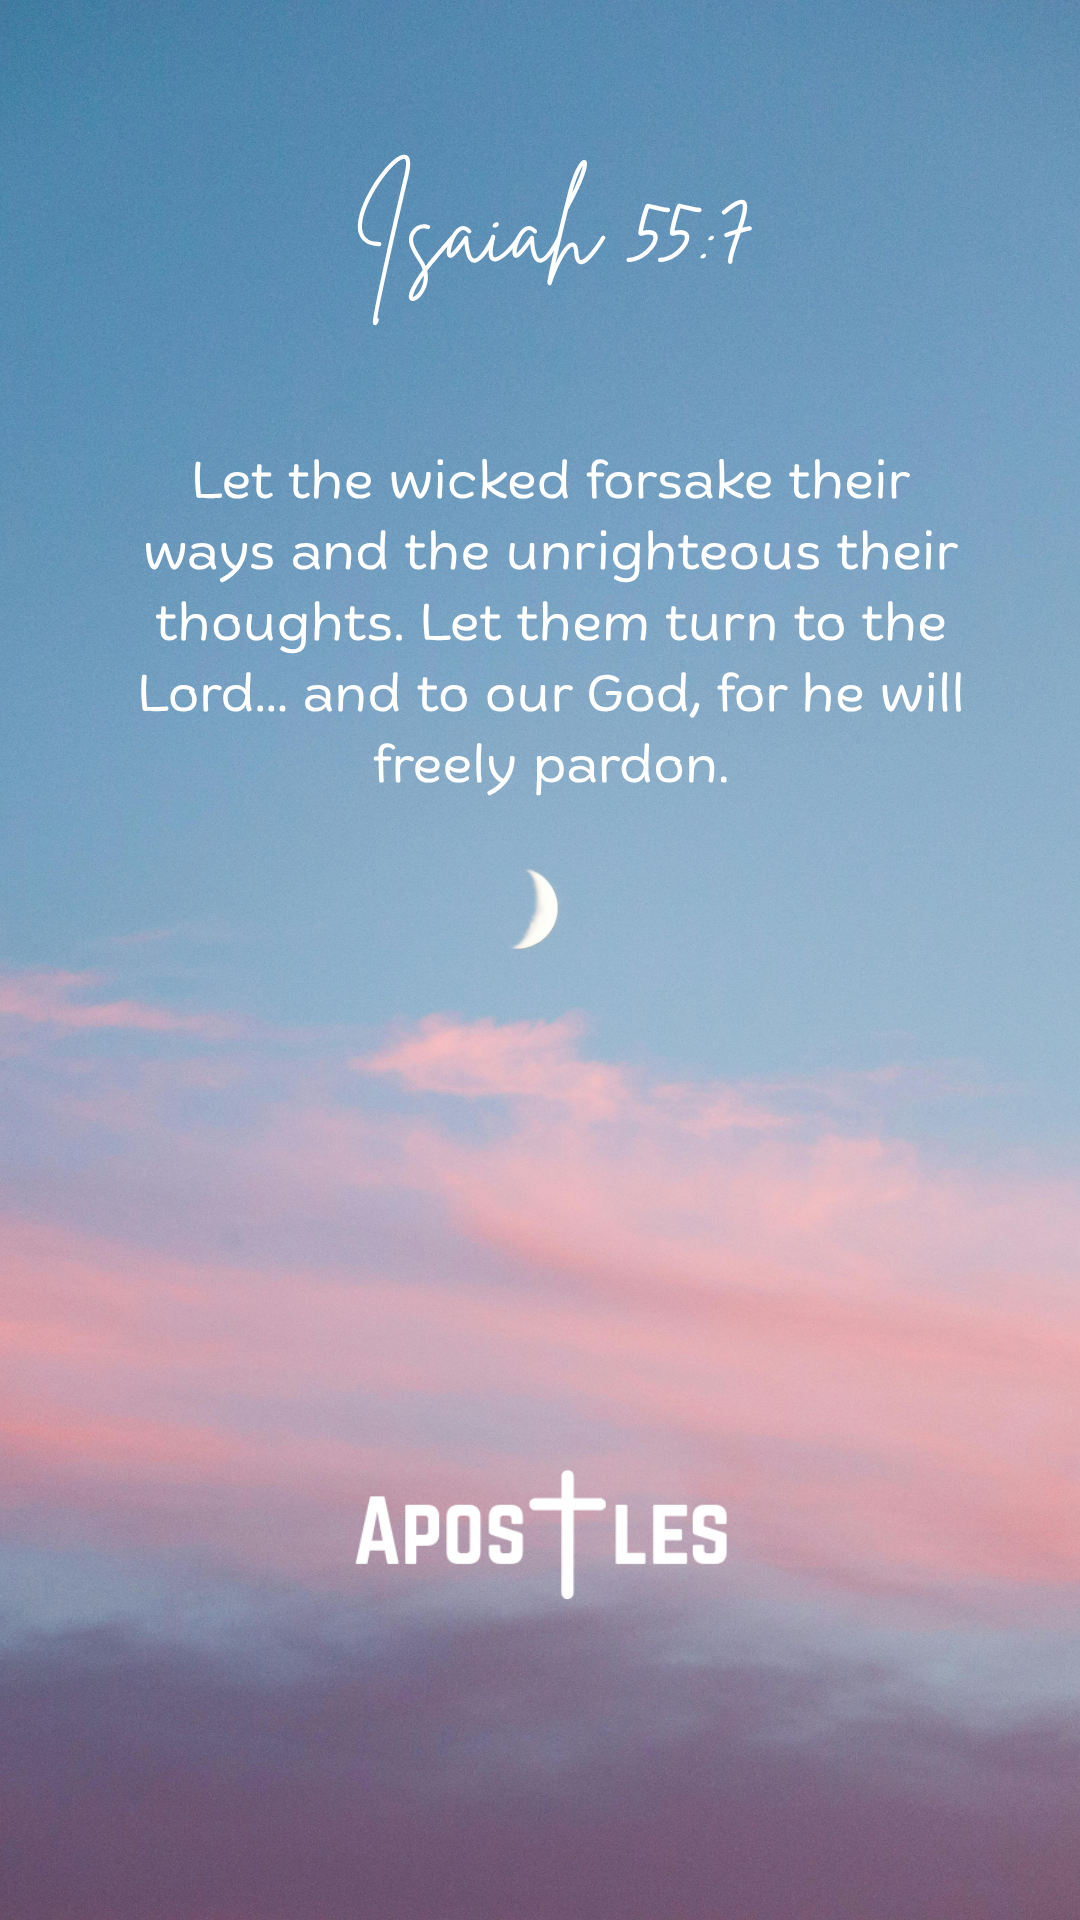 Isaiah 55:7
Let the wicked forsake their
ways and the unrighteous their
thoughts. Let them turn to the
Lord... and to our God, for he will
freely pardon.
APOSTLES